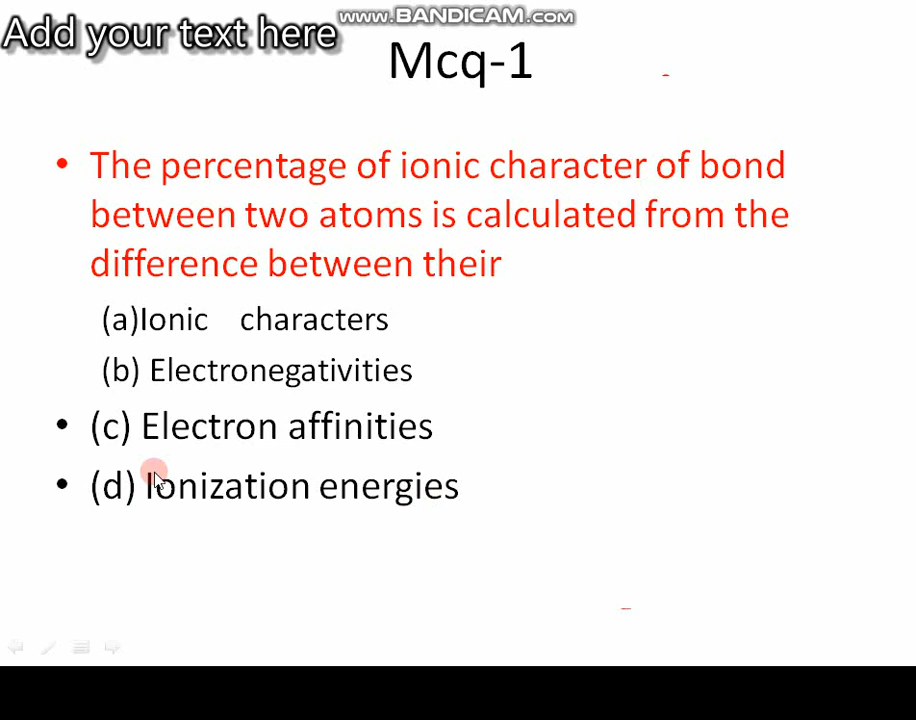 www.BANDICAM.com
Add your text here
Mcq-1
• The percentage of ionic character of bond
between two atoms is calculated from the
difference between their
(a)Ionic characters
(b) Electronegativities
• (c) Electron affinities
• (d) Ionization energies